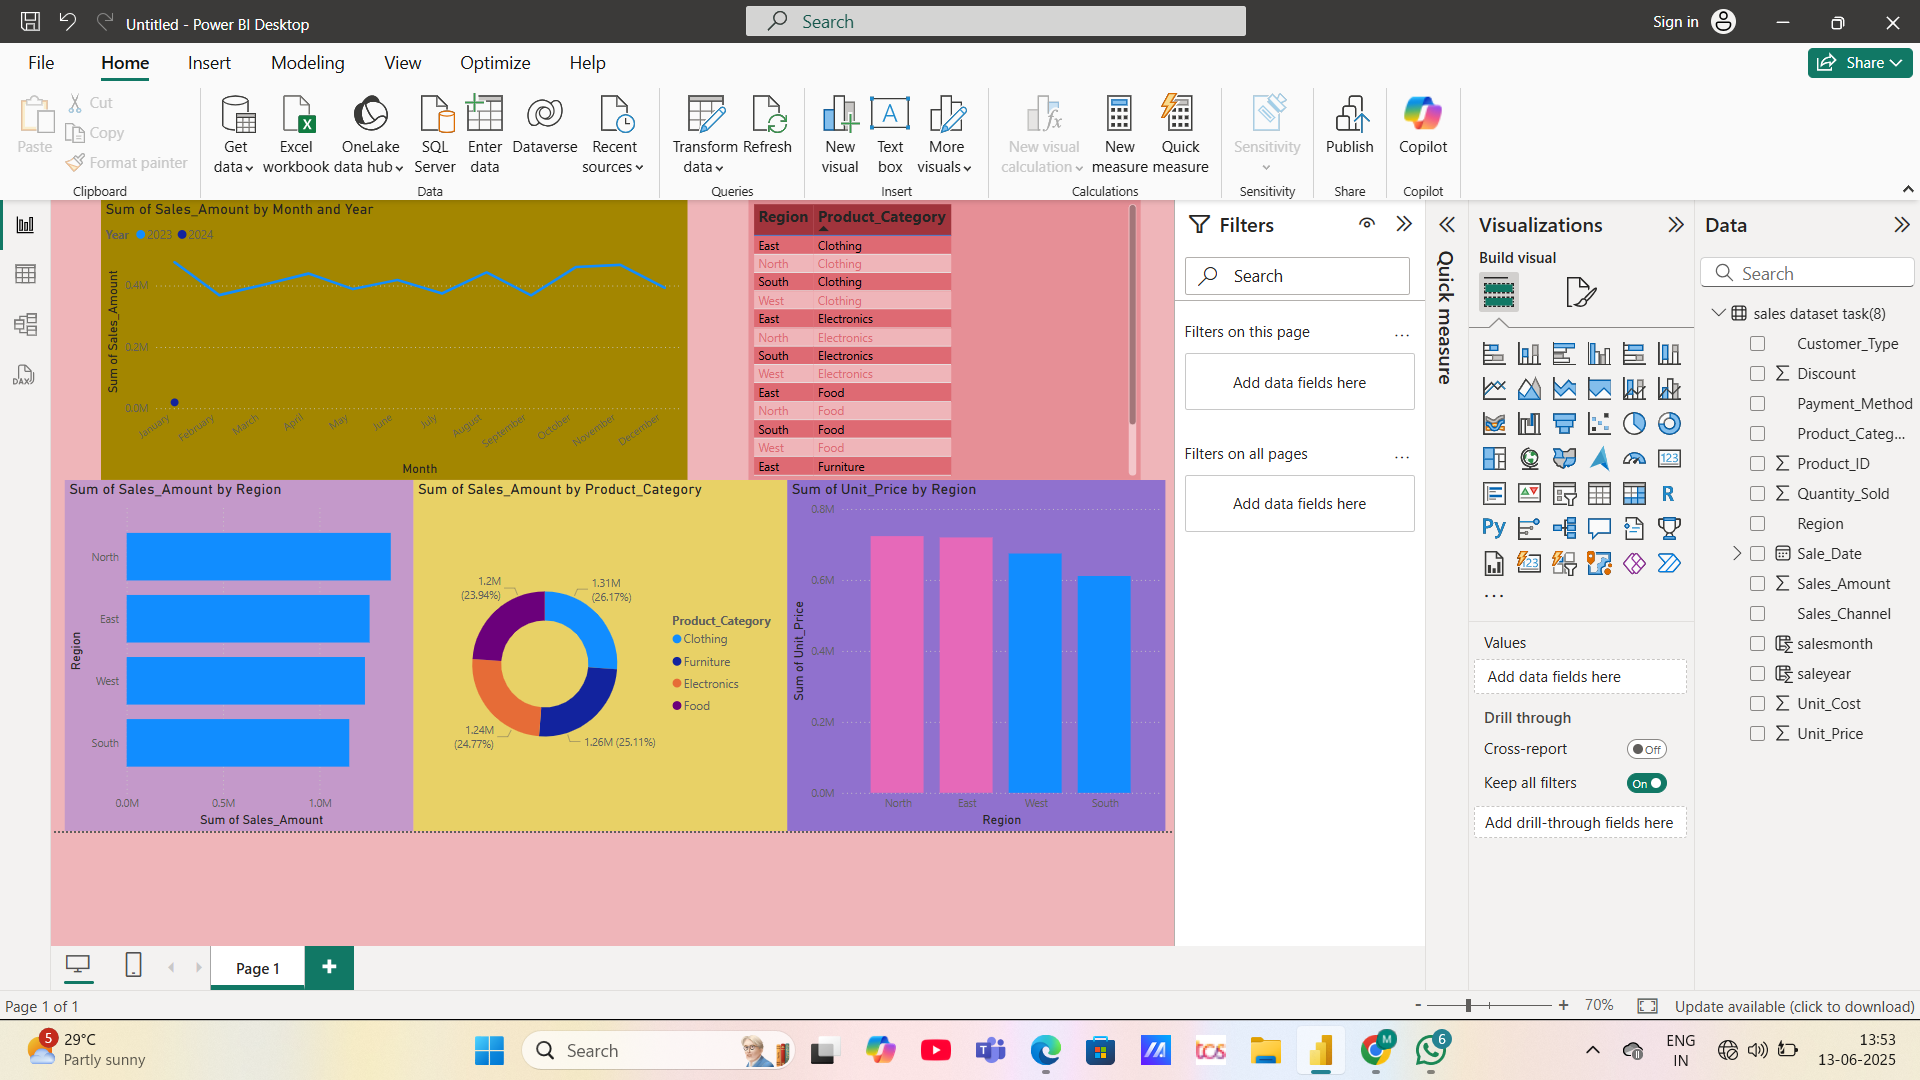 Untitled - Power BI Desktop
Search
Sign in
File
Home
Insert
Modeling
View
Optimize
Help
Share
Paste
Cut
Copy
Format painter
Clipboard
Get data
Excel workbook
OneLake data hub
SQL Server
Enter data
Dataverse
Recent sources
Data
Transform data
Refresh
Queries
New visual
Text box
More visuals
Insert
New visual calculation
New measure
Quick measure
Calculations
Sensitivity
Sensitivity
Publish
Share
Copilot
Copilot
Sum of Sales_Amount by Month and Year
Year 2023 2024
Sum of Sales_Amount
0.4M
0.2M
0.0M
January
February
March
April
May
June
July
August
September
October
November
December
Month
Region Product_Category
East Clothing
North Clothing
South Clothing
West Clothing
East Electronics
North Electronics
South Electronics
West Electronics
East Food
North Food
South Food
West Food
East Furniture
Sum of Sales_Amount by Region
Region
North
East
West
South
0.0M 0.5M 1.0M
Sum of Sales_Amount
Sum of Sales_Amount by Product_Category
1.2M (23.94%)
1.31M (26.17%)
1.24M (24.77%)
1.26M (25.11%)
Product_Category
Clothing
Furniture
Electronics
Food
Sum of Unit_Price by Region
Sum of Unit_Price
0.8M
0.6M
0.4M
0.2M
0.0M
North East West South
Region
Filters
Search
Filters on this page
...
Add data fields here
Filters on all pages
...
Add data fields here
Quick measure
Visualizations
Build visual
123
R
Py
123
...
Values
Add data fields here
Drill through
Cross-report
Off
Keep all filters
On
Add drill-through fields here
Data
Search
sales dataset task(8)
Customer_Type
Discount
Payment_Method
Product_Categ...
Product_ID
Quantity_Sold
Region
Sale_Date
Sales_Amount
Sales_Channel
salesmonth
saleyear
Unit_Cost
Unit_Price
Page 1
Page 1 of 1
- + 70%
Update available (click to download)
5
29°C
Partly sunny
Search
tcs
M
6
ENG
IN
13:53
13-06-2025